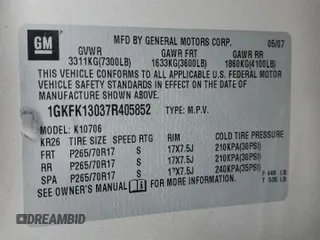 GM
MFD BY GENERAL MOTORS CORP. 05/07
GVWR GAWR FRT GAWR RR
3311KG(7300LB) 1633KG(3600LB) 1860KG(4100LB)
THIS VEHICLE CONFORMS TO ALL APPLICABLE U.S. FEDERAL MOTOR
VEHICLE SAFETY STANDARDS IN EFFECT ON THE DATE OF
MANUFACTURE SHOWN ABOVE.
1GKFK13037R405852 TYPE: M.P.V.
MODEL: K10706
KR26 TIRE SIZE SPEED RTG RIM COLD TIRE PRESSURE
FRT P265/70R17 S 17X7.5J 210KPA(30PSI)
RR P265/70R17 S 17X7.5J 210KPA(30PSI)
SPA P265/70R17 S 17X7.5J 240KPA(35PSI)
SEE OWNER'S MANUAL FOR MORE INFORMATION. F 449 LB
T 535 LB